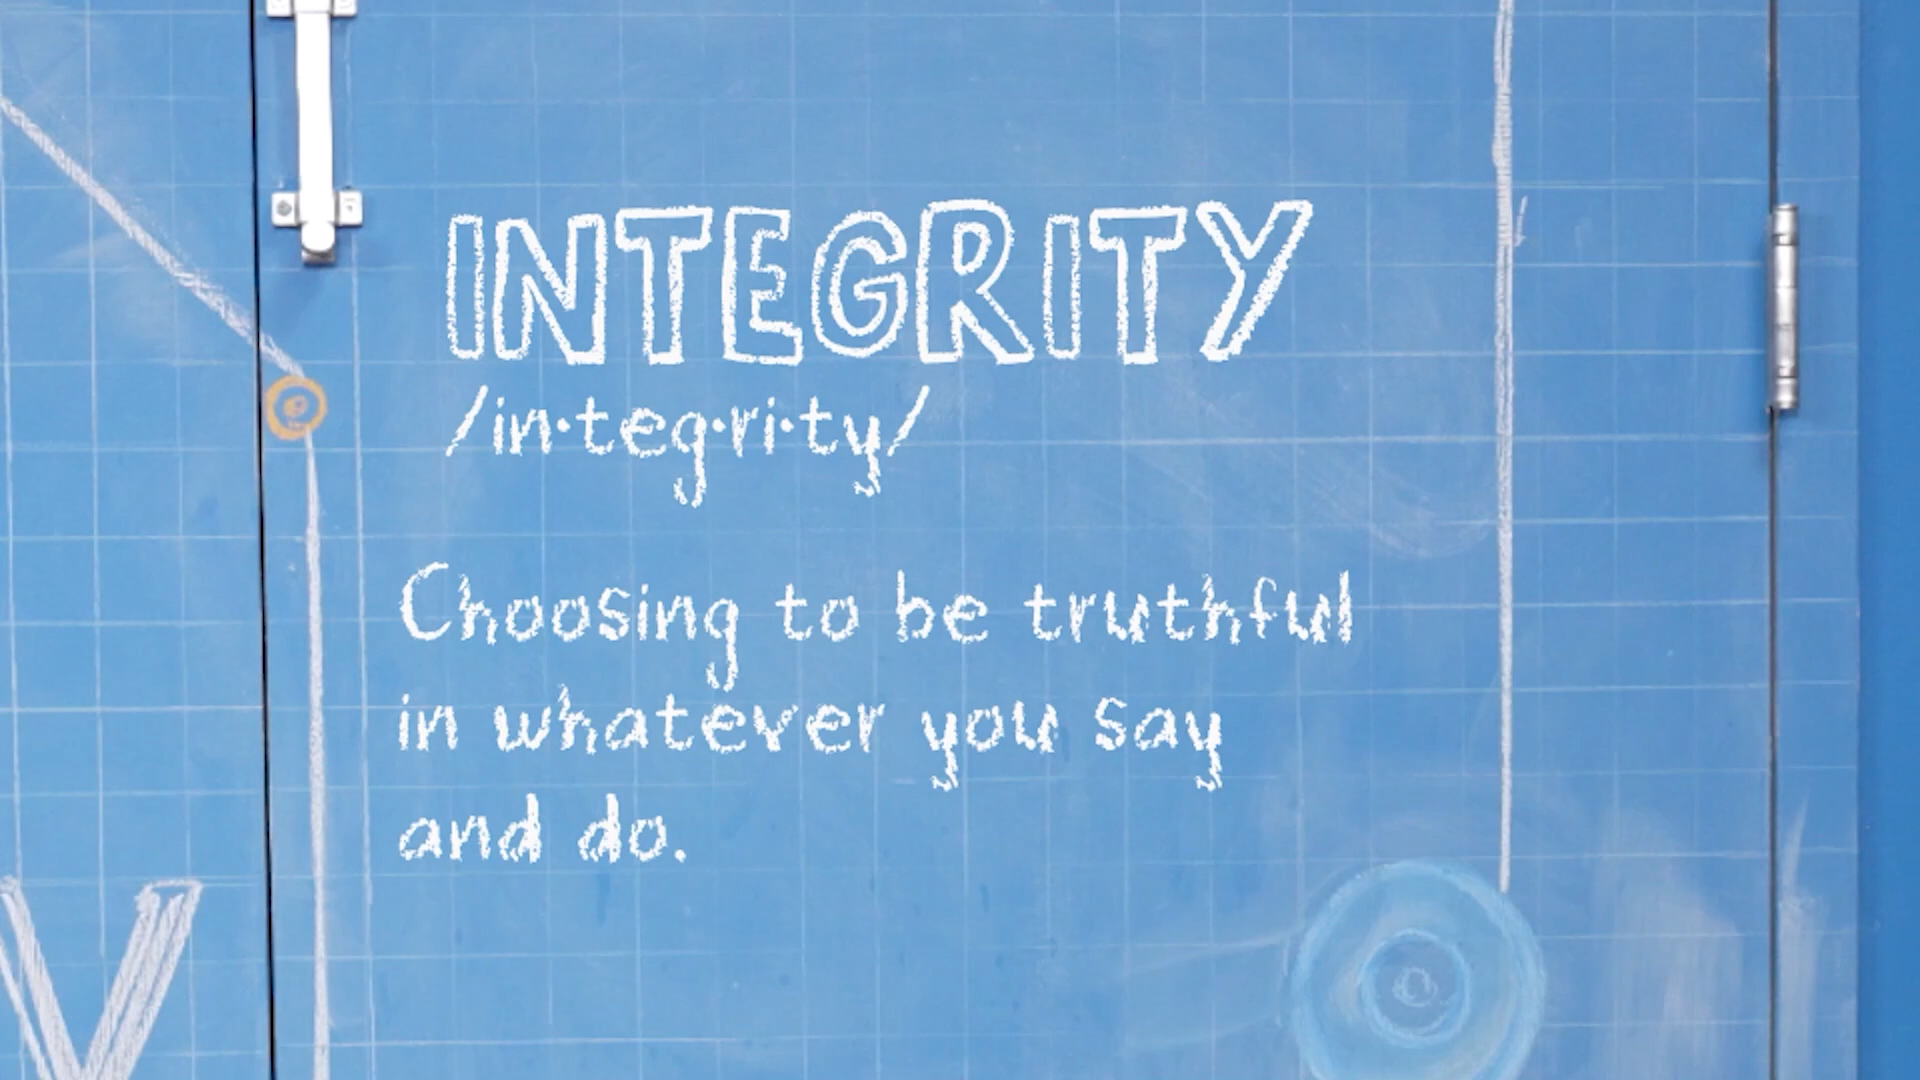 INTEGRITY
/in·teg·ri·ty/
Choosing to be truthful
in whatever you say
and do.